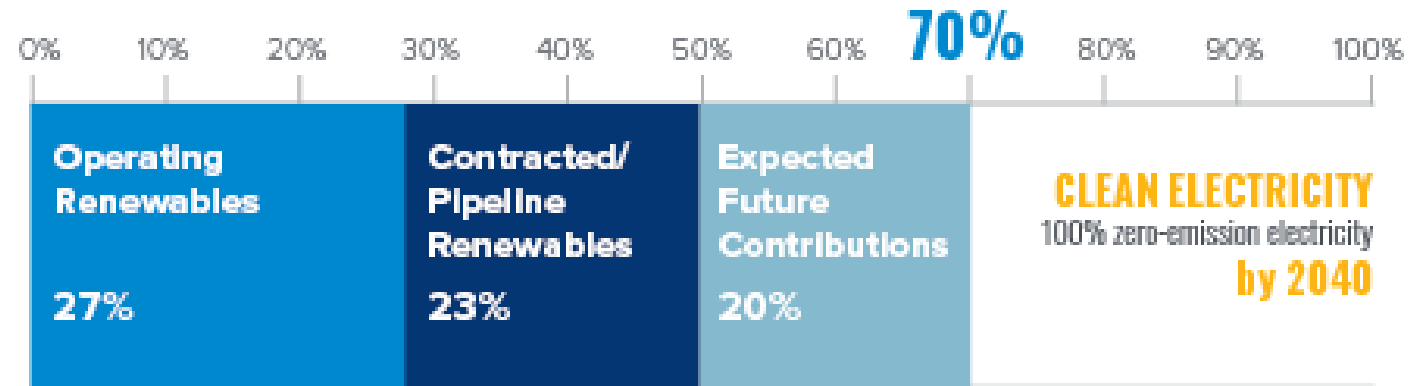 0% 10% 20% 30% 40% 50% 60% 70% 80% 90% 100%
Operating
Renewables
27%
Contracted/
Pipeline
Renewables
23%
Expected
Future
Contributions
20%
CLEAN ELECTRICITY
100% zero-emission electricity
by 2040